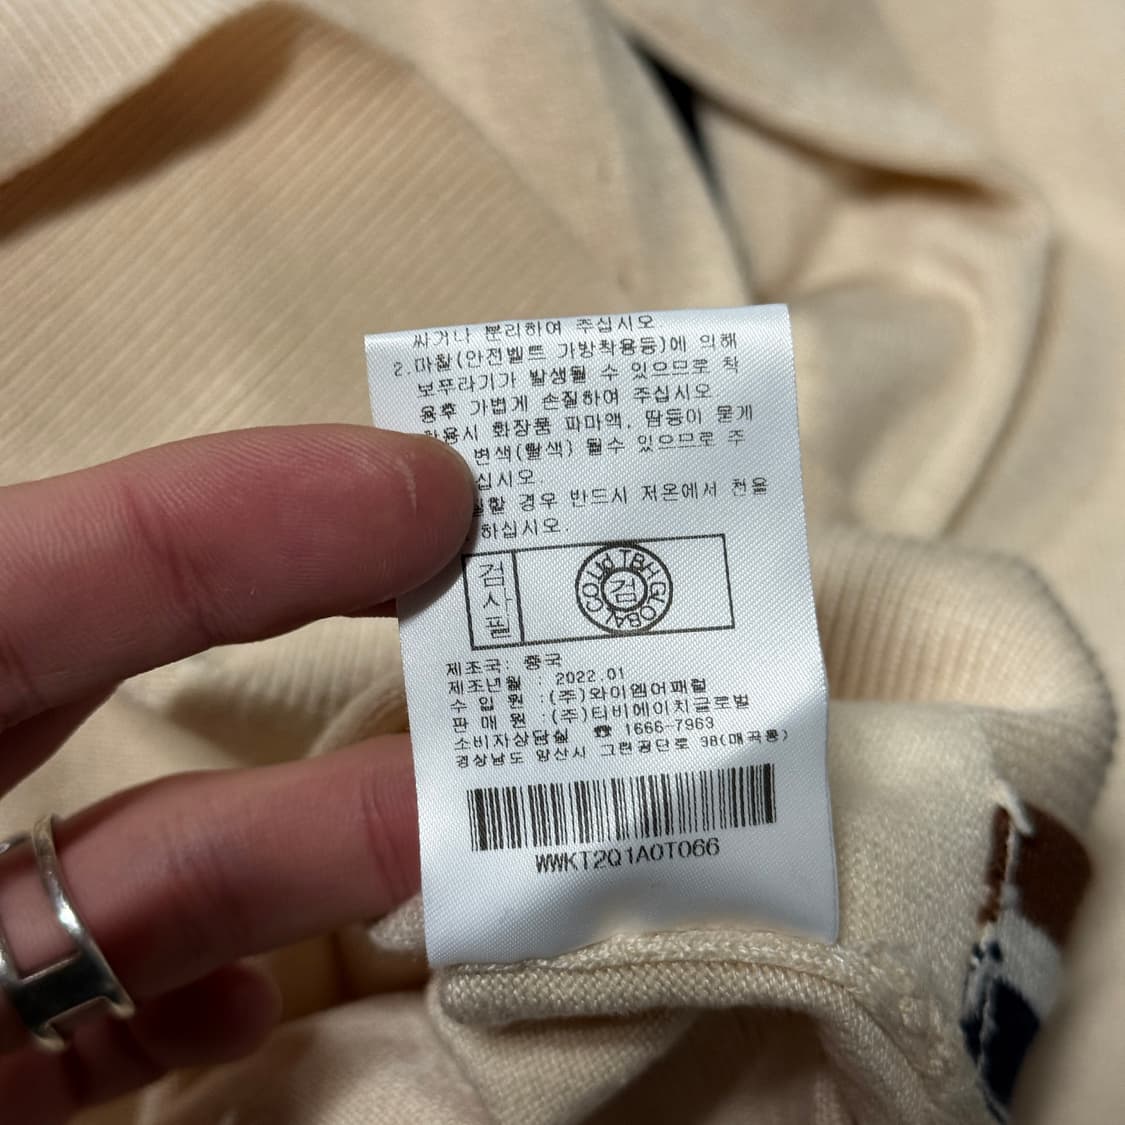 싸거나 분리하여 주십시오.
2.마찰(안전벨트 가방착용등)에 의해
보푸라기가 발생될 수 있으므로 착
용후 가볍게 손질하여 주십시오.
화장품 파마액, 땀등이 묻게
변색(탈색) 될수 있으므로 주
십시오.
경우 반드시 저온에서 천을
하십시오.
검사필
TBH GLOBAL CO.,Ltd
검
제조국: 중국
제조년월 : 2022.01
수 입 원 :(주)와이엠어패럴
판 매 원 :(주)티비에이치글로벌
소비자상담실 ☎ 1666-7963
경상남도 양산시 그린공단로 38(매곡동)
WWKT2Q1A0T066